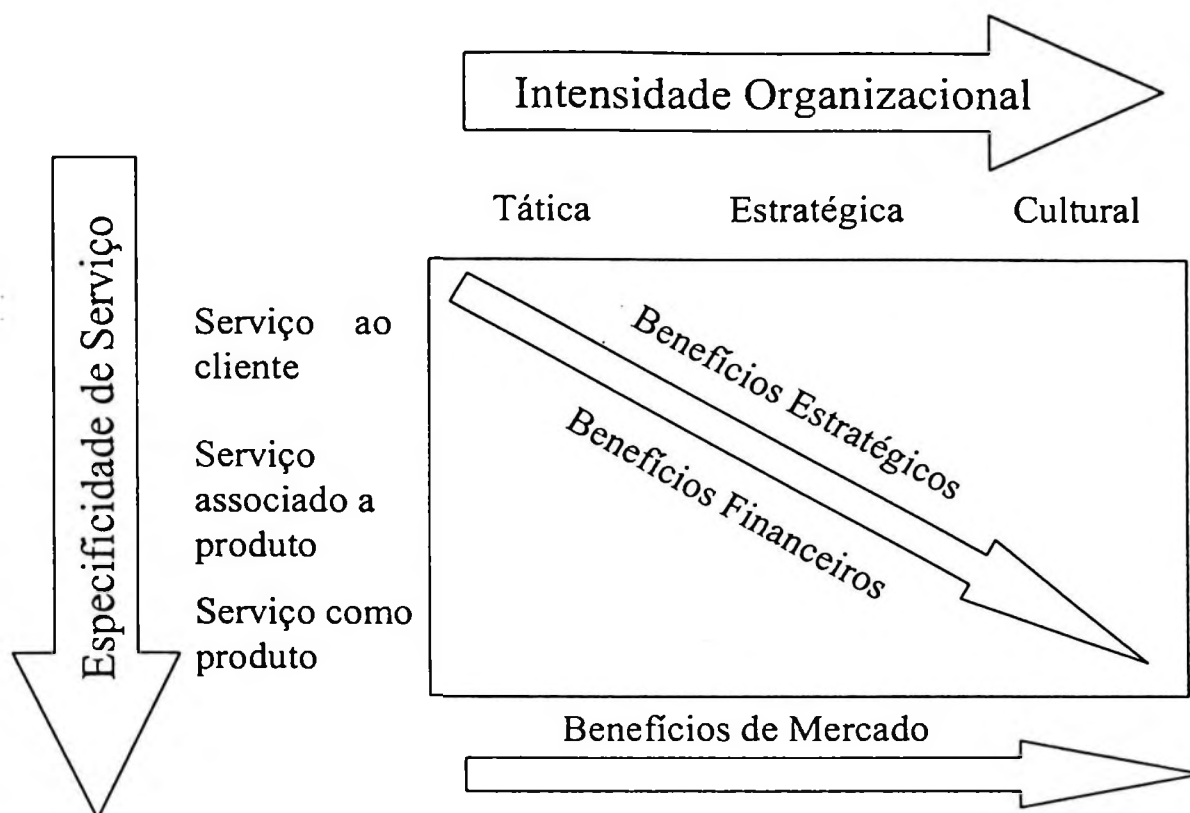 Intensidade Organizacional
Tática Estratégica Cultural
Especificidade de Serviço
Serviço ao
cliente
Serviço
associado a
produto
Serviço como
produto
Benefícios Estratégicos
Benefícios Financeiros
Benefícios de Mercado